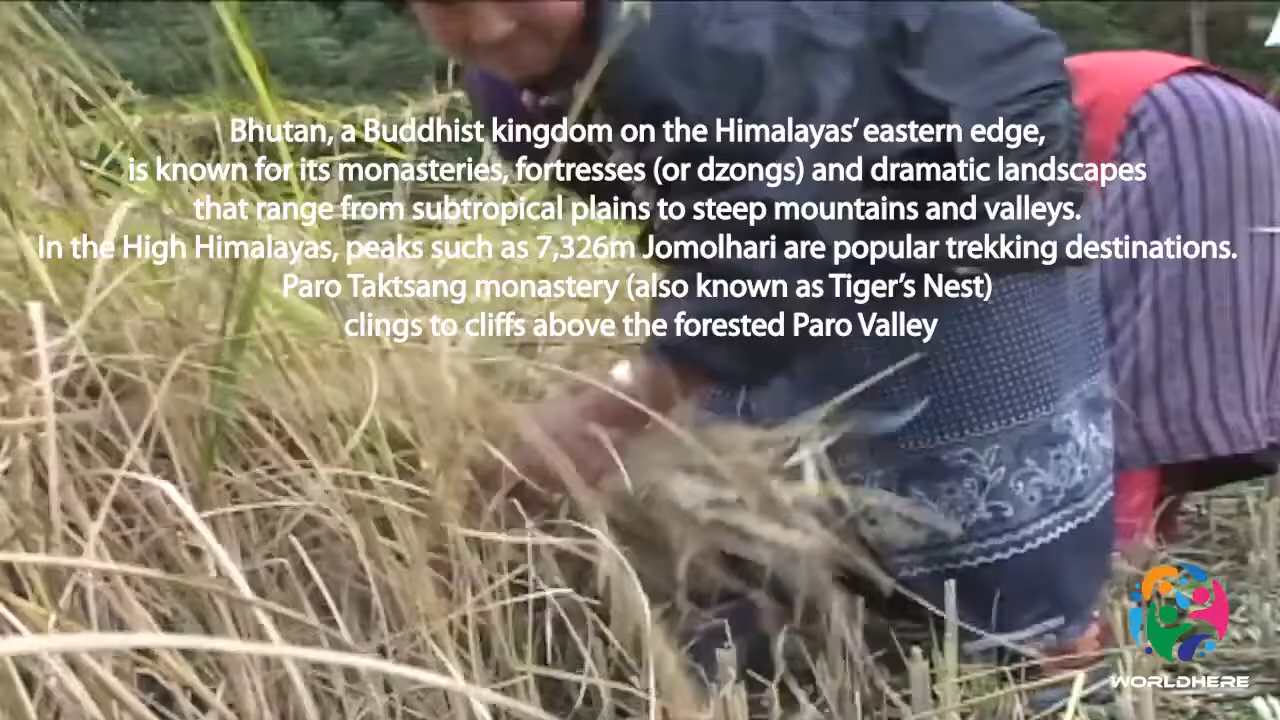 Bhutan, a Buddhist kingdom on the Himalayas’ eastern edge,
is known for its monasteries, fortresses (or dzongs) and dramatic landscapes
that range from subtropical plains to steep mountains and valleys.
In the High Himalayas, peaks such as 7,326m Jomolhari are popular trekking destinations.
Paro Taktsang monastery (also known as Tiger’s Nest)
clings to cliffs above the forested Paro Valley
WORLDHERE